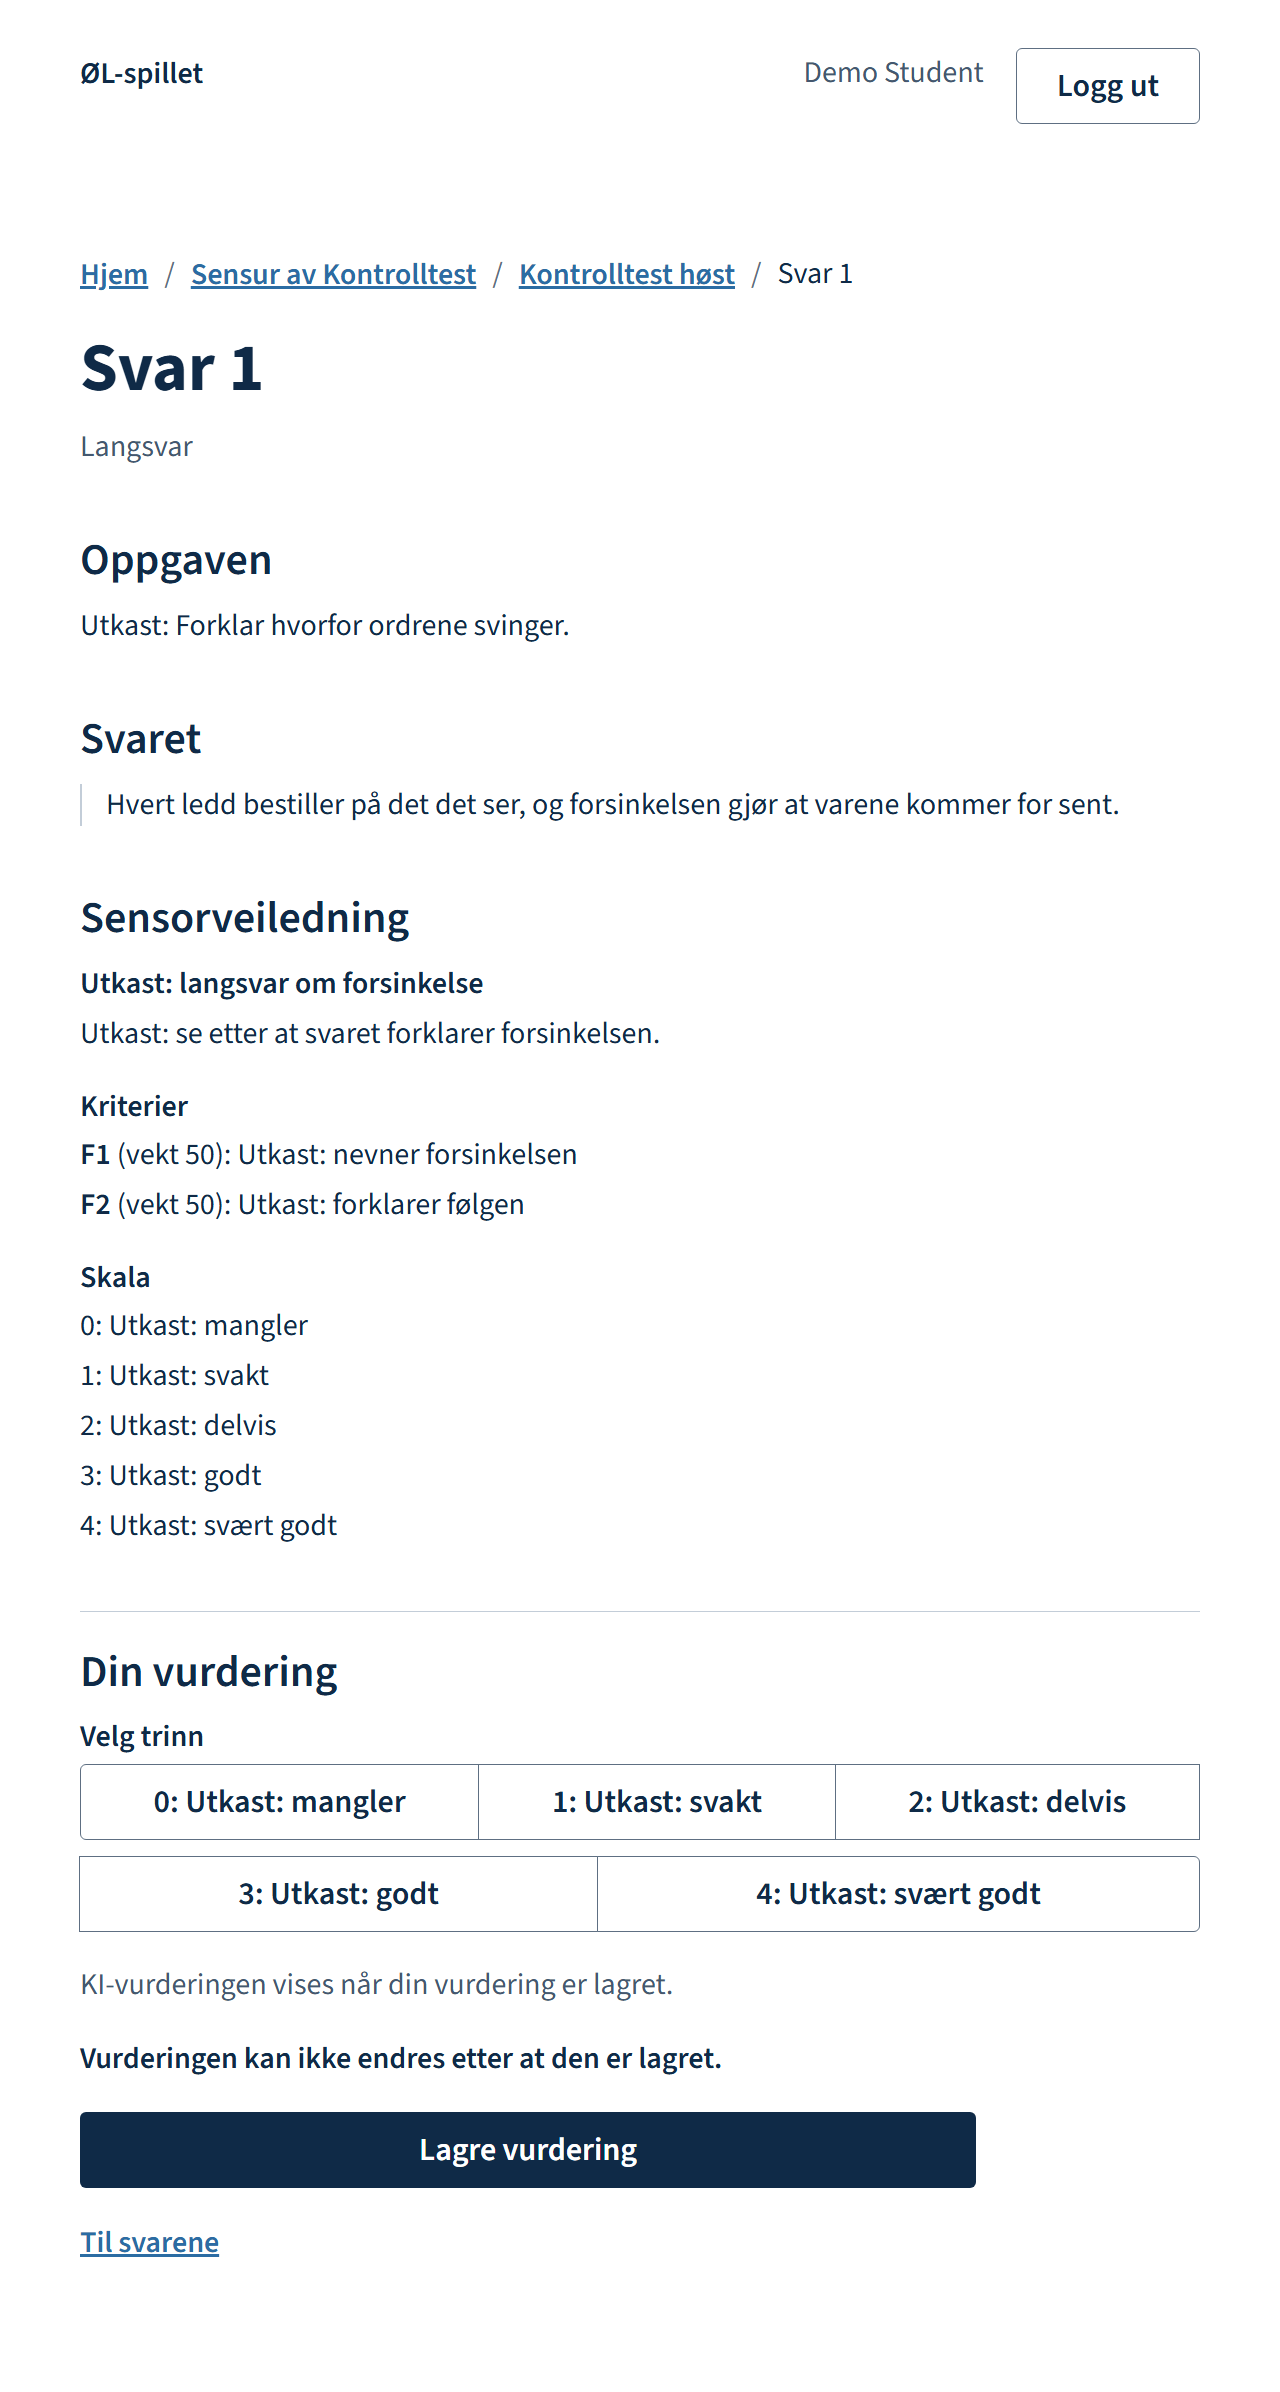 ØL-spillet
Demo Student
Logg ut
Hjem / Sensur av Kontrolltest / Kontrolltest høst / Svar 1
Svar 1
Langsvar
Oppgaven
Utkast: Forklar hvorfor ordrene svinger.
Svaret
Hvert ledd bestiller på det det ser, og forsinkelsen gjør at varene kommer for sent.
Sensorveiledning
Utkast: langsvar om forsinkelse
Utkast: se etter at svaret forklarer forsinkelsen.
Kriterier
F1 (vekt 50): Utkast: nevner forsinkelsen
F2 (vekt 50): Utkast: forklarer følgen
Skala
0: Utkast: mangler
1: Utkast: svakt
2: Utkast: delvis
3: Utkast: godt
4: Utkast: svært godt
Din vurdering
Velg trinn
0: Utkast: mangler
1: Utkast: svakt
2: Utkast: delvis
3: Utkast: godt
4: Utkast: svært godt
KI-vurderingen vises når din vurdering er lagret.
Vurderingen kan ikke endres etter at den er lagret.
Lagre vurdering
Til svarene